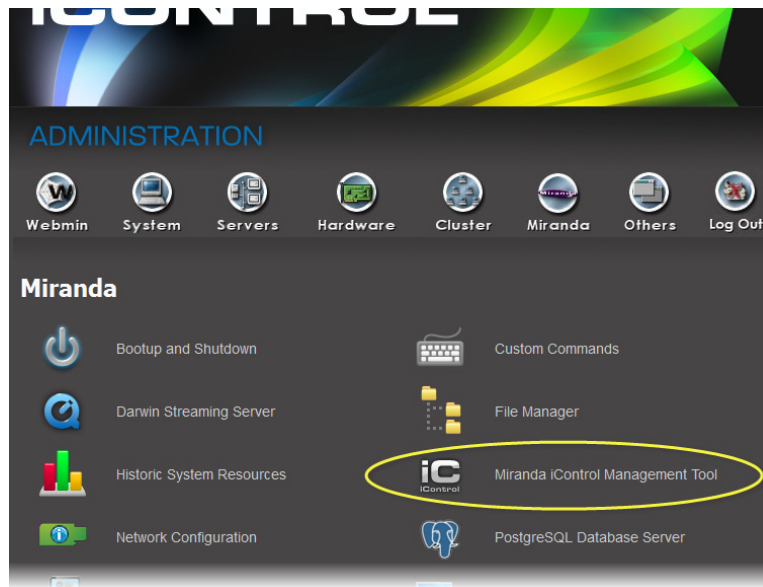 iCONTROL
ADMINISTRATION
Webmin System Servers Hardware Cluster Miranda Others Log Out
Miranda
Bootup and Shutdown
Custom Commands
Darwin Streaming Server
File Manager
Historic System Resources
iC
iControl
Miranda iControl Management Tool
Network Configuration
PostgreSQL Database Server